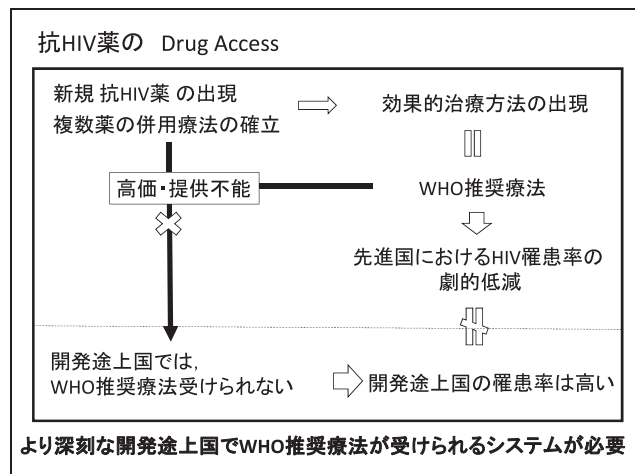 抗HIV薬の Drug Access
新規 抗HIV薬 の出現
複数薬の併用療法の確立
効果的治療方法の出現
高価・提供不能
WHO推奨療法
先進国におけるHIV罹患率の
劇的低減
開発途上国では,
WHO推奨療法受けられない
開発途上国の罹患率は高い
より深刻な開発途上国でWHO推奨療法が受けられるシステムが必要